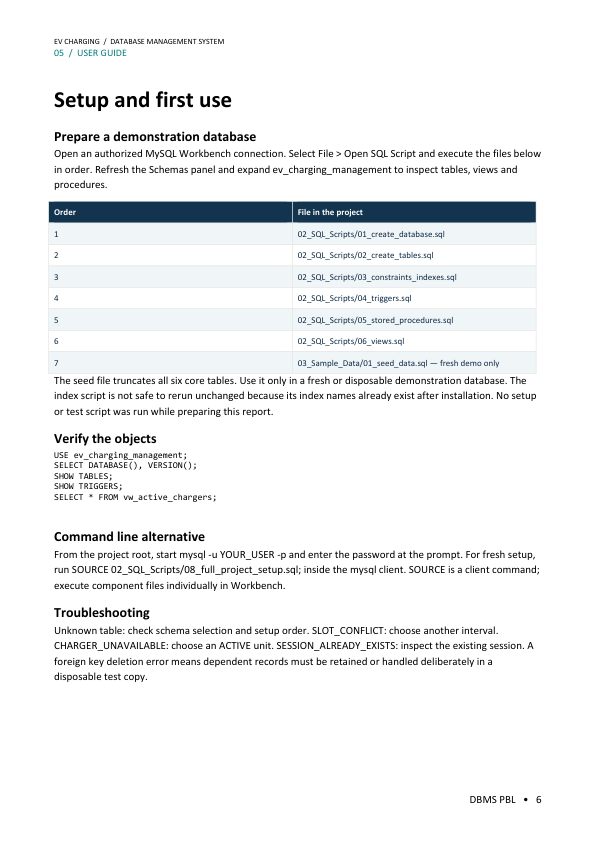 EV CHARGING / DATABASE MANAGEMENT SYSTEM
05 / USER GUIDE
Setup and first use
Prepare a demonstration database
Open an authorized MySQL Workbench connection. Select File > Open SQL Script and execute the files below
in order. Refresh the Schemas panel and expand ev_charging_management to inspect tables, views and
procedures.
Order File in the project
1 02_SQL_Scripts/01_create_database.sql
2 02_SQL_Scripts/02_create_tables.sql
3 02_SQL_Scripts/03_constraints_indexes.sql
4 02_SQL_Scripts/04_triggers.sql
5 02_SQL_Scripts/05_stored_procedures.sql
6 02_SQL_Scripts/06_views.sql
7 03_Sample_Data/01_seed_data.sql — fresh demo only
The seed file truncates all six core tables. Use it only in a fresh or disposable demonstration database. The
index script is not safe to rerun unchanged because its index names already exist after installation. No setup
or test script was run while preparing this report.
Verify the objects
USE ev_charging_management;
SELECT DATABASE(), VERSION();
SHOW TABLES;
SHOW TRIGGERS;
SELECT * FROM vw_active_chargers;
Command line alternative
From the project root, start mysql -u YOUR_USER -p and enter the password at the prompt. For fresh setup,
run SOURCE 02_SQL_Scripts/08_full_project_setup.sql; inside the mysql client. SOURCE is a client command;
execute component files individually in Workbench.
Troubleshooting
Unknown table: check schema selection and setup order. SLOT_CONFLICT: choose another interval.
CHARGER_UNAVAILABLE: choose an ACTIVE unit. SESSION_ALREADY_EXISTS: inspect the existing session. A
foreign key deletion error means dependent records must be retained or handled deliberately in a
disposable test copy.
DBMS PBL • 6